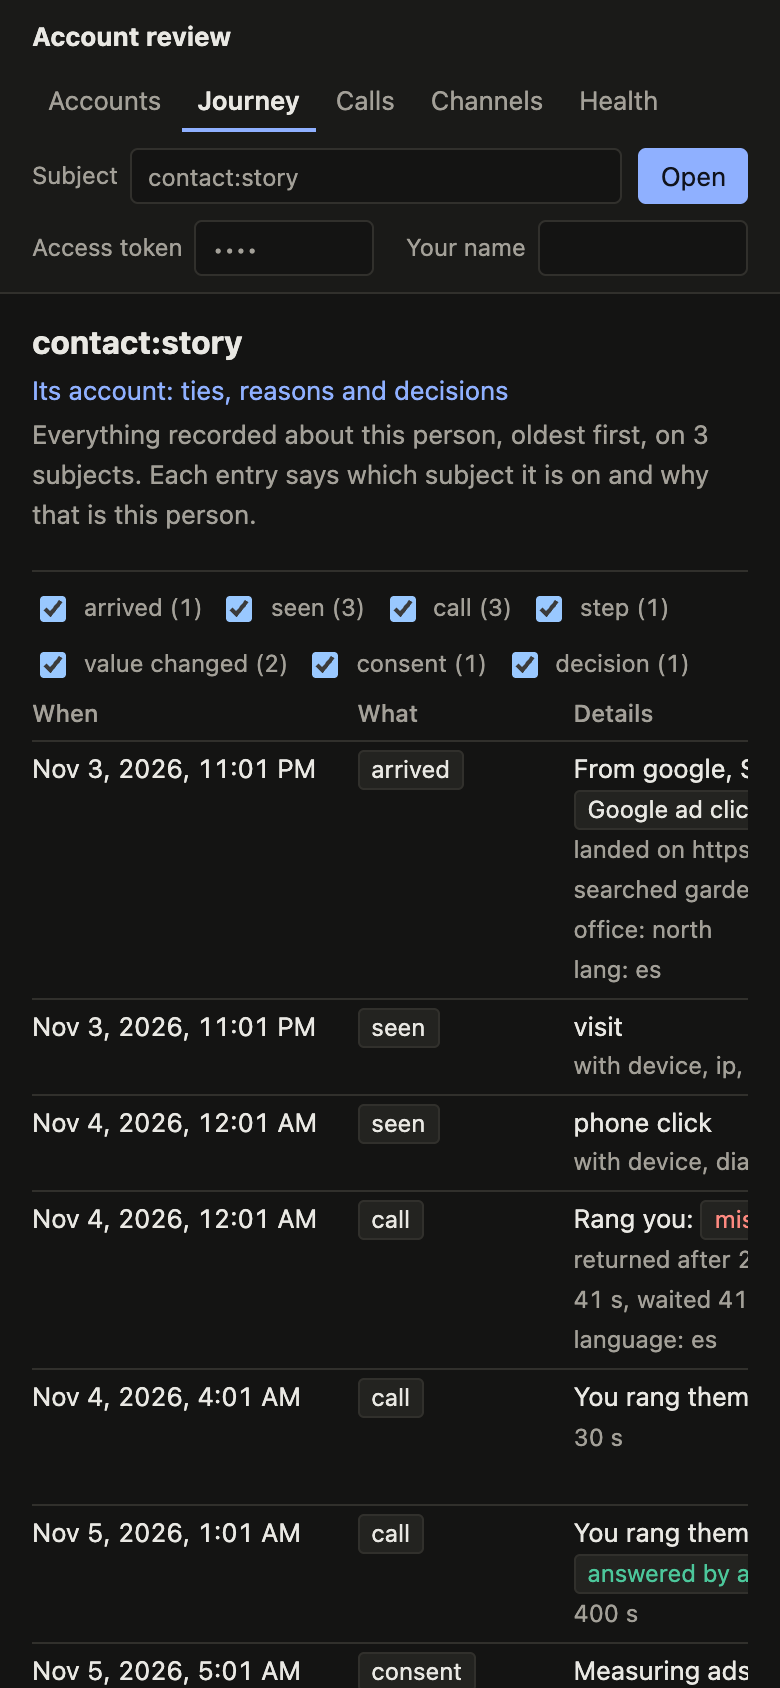 Account review
Accounts Journey Calls Channels Health
Subject contact:story Open
Access token •••• Your name
contact:story
Its account: ties, reasons and decisions
Everything recorded about this person, oldest first, on 3
subjects. Each entry says which subject it is on and why
that is this person.
arrived (1) seen (3) call (3) step (1)
value changed (2) consent (1) decision (1)
When What Details
Nov 3, 2026, 11:01 PM arrived From google,
Google ad
landed on https
searched
office: north
lang: es
Nov 3, 2026, 11:01 PM seen visit
with device, ip,
Nov 4, 2026, 12:01 AM seen phone click
with device,
Nov 4, 2026, 12:01 AM call Rang you:
returned after 2
41 s, waited 41
language: es
Nov 4, 2026, 4:01 AM call You rang them
30 s
Nov 5, 2026, 1:01 AM call You rang them
answered by
400 s
Nov 5, 2026, 5:01 AM consent Measuring ads